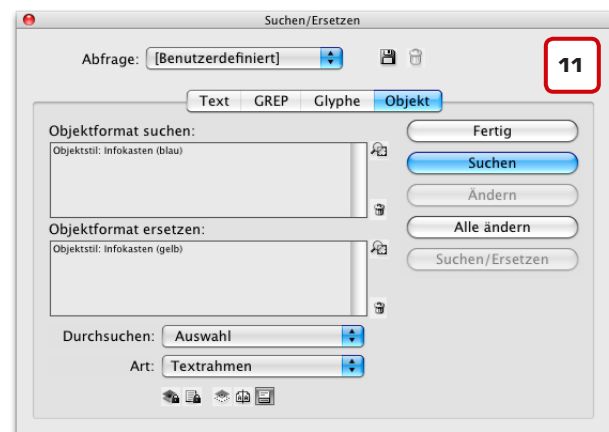 Suchen/Ersetzen
Abfrage: [Benutzerdefiniert]
11
Text GREP Glyphe Objekt
Objektformat suchen:
Objektstil: Infokasten (blau)
Fertig
Suchen
Ändern
Objektformat ersetzen:
Alle ändern
Objektstil: Infokasten (gelb)
Suchen/Ersetzen
Durchsuchen: Auswahl
Art: Textrahmen